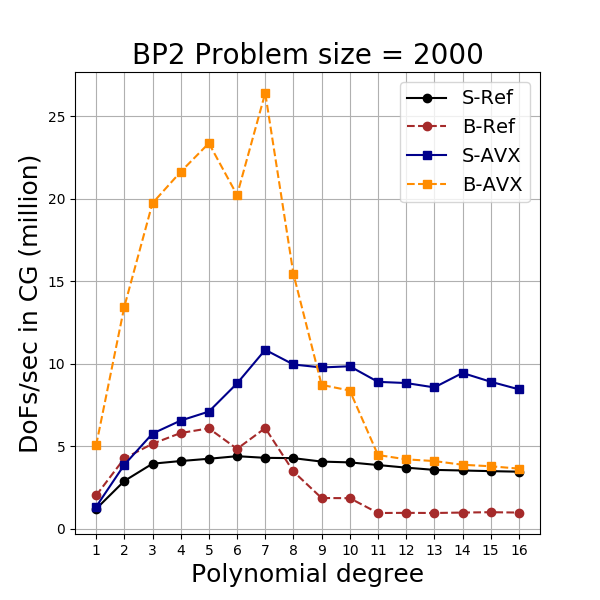 BP2 Problem size = 2000
DoFs/sec in CG (million)
25
20
15
10
5
0
S-Ref
B-Ref
S-AVX
B-AVX
1 2 3 4 5 6 7 8 9 10 11 12 13 14 15 16
Polynomial degree